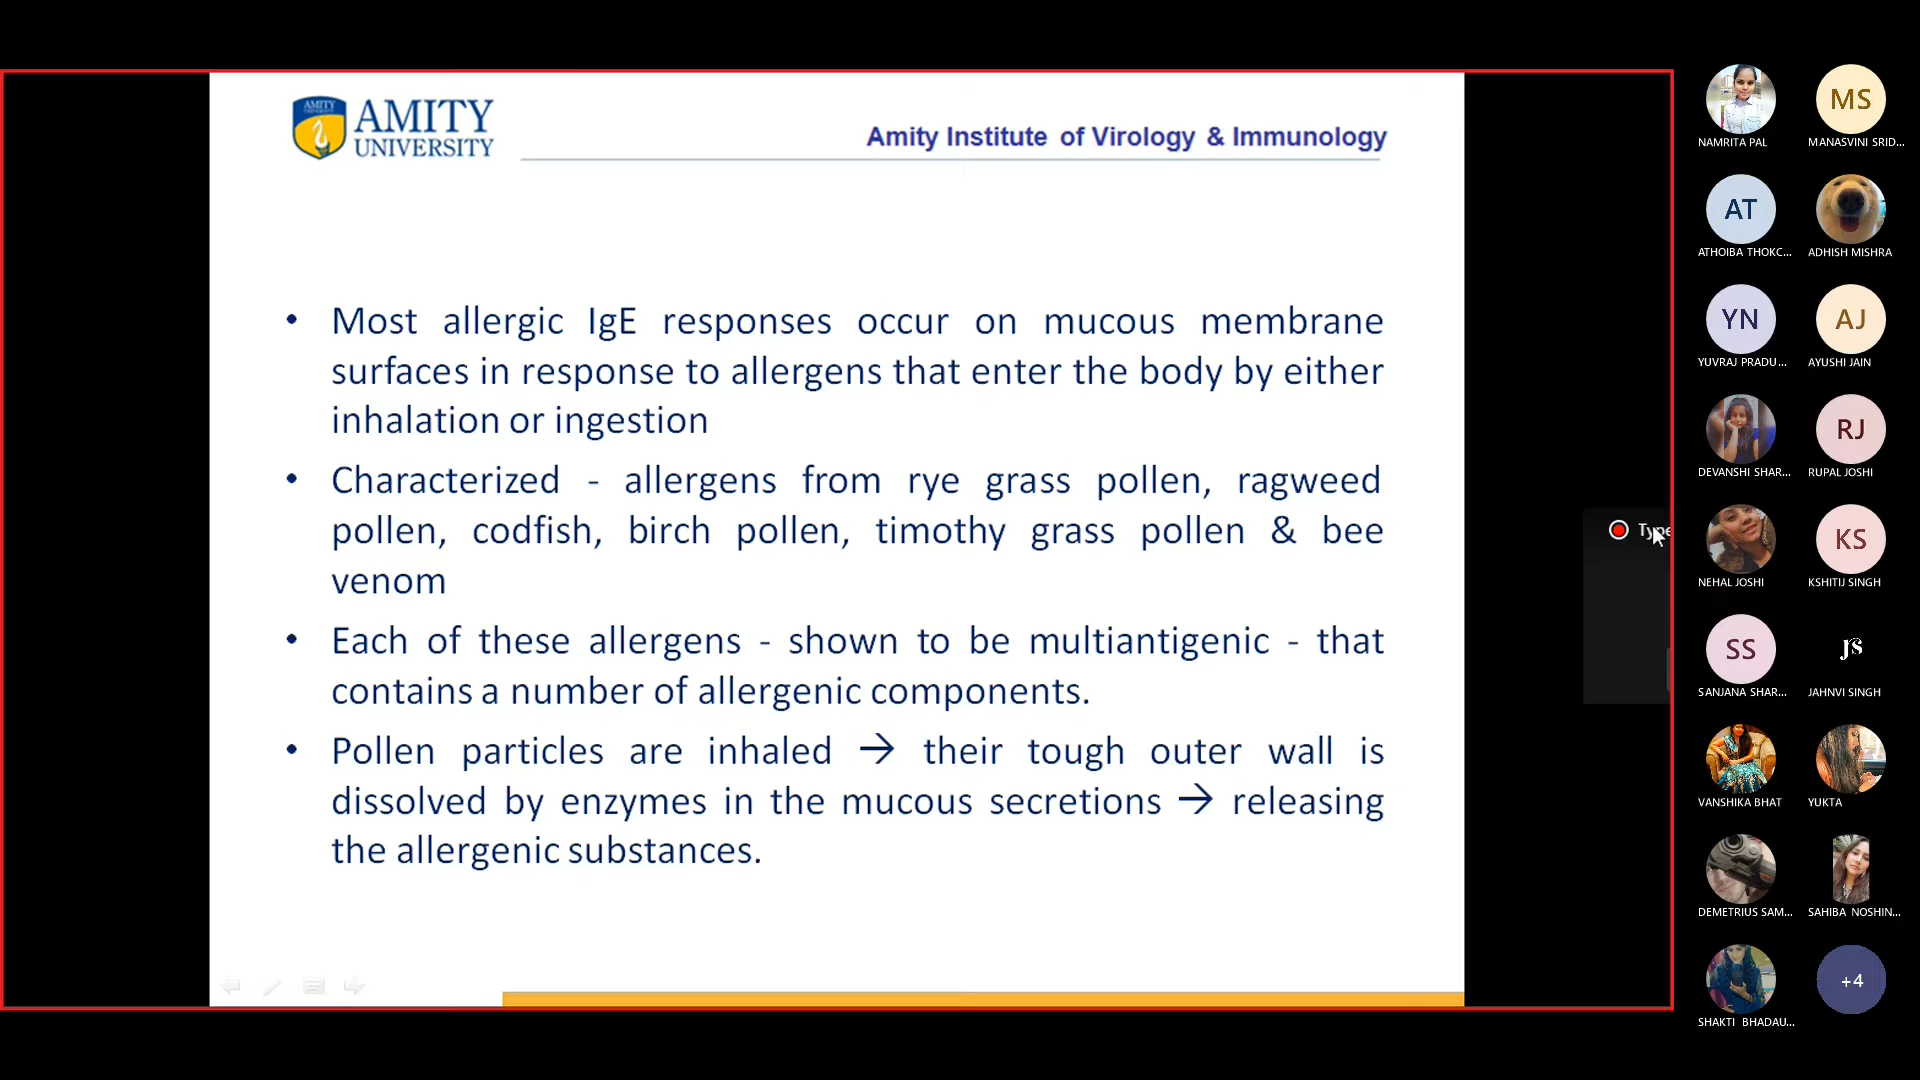 AMITY
AMITY
UNIVERSITY
Amity Institute of Virology & Immunology
• Most allergic IgE responses occur on mucous membrane
surfaces in response to allergens that enter the body by either
inhalation or ingestion
• Characterized - allergens from rye grass pollen, ragweed
pollen, codfish, birch pollen, timothy grass pollen & bee
venom
• Each of these allergens - shown to be multiantigenic - that
contains a number of allergenic components.
• Pollen particles are inhaled → their tough outer wall is
dissolved by enzymes in the mucous secretions → releasing
the allergenic substances.
NAMRITA PAL
MS
MANASVINI SRID...
AT
ATHOIBA THOKC...
ADHISH MISHRA
YN
YUVRAJ PRADU...
AJ
AYUSHI JAIN
DEVANSHI SHAR...
RJ
RUPAL JOSHI
NEHAL JOSHI
KS
KSHITIJ SINGH
SS
SANJANA SHAR...
JS
JAHNVI SINGH
VANSHIKA BHAT
YUKTA
DEMETRIUS SAM...
SAHIBA NOSHIN...
SHAKTI BHADAU...
+4